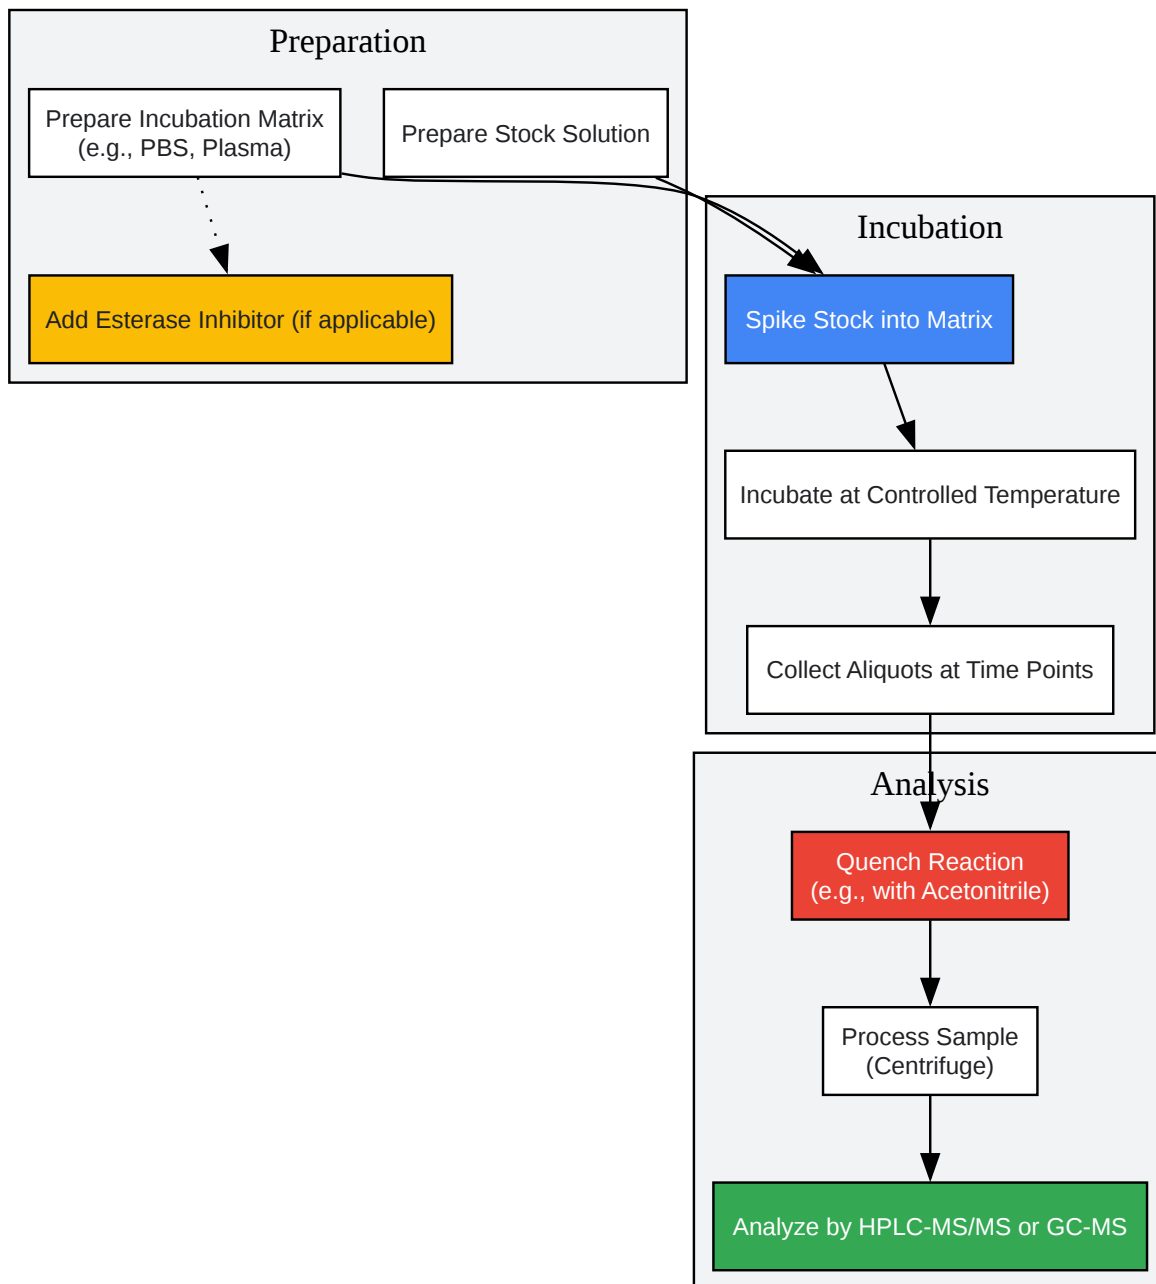 Preparation
Prepare Incubation Matrix
(e.g., PBS, Plasma)
Prepare Stock Solution
Add Esterase Inhibitor (if applicable)
Incubation
Spike Stock into Matrix
Incubate at Controlled Temperature
Collect Aliquots at Time Points
Analysis
Quench Reaction
(e.g., with Acetonitrile)
Process Sample
(Centrifuge)
Analyze by HPLC-MS/MS or GC-MS